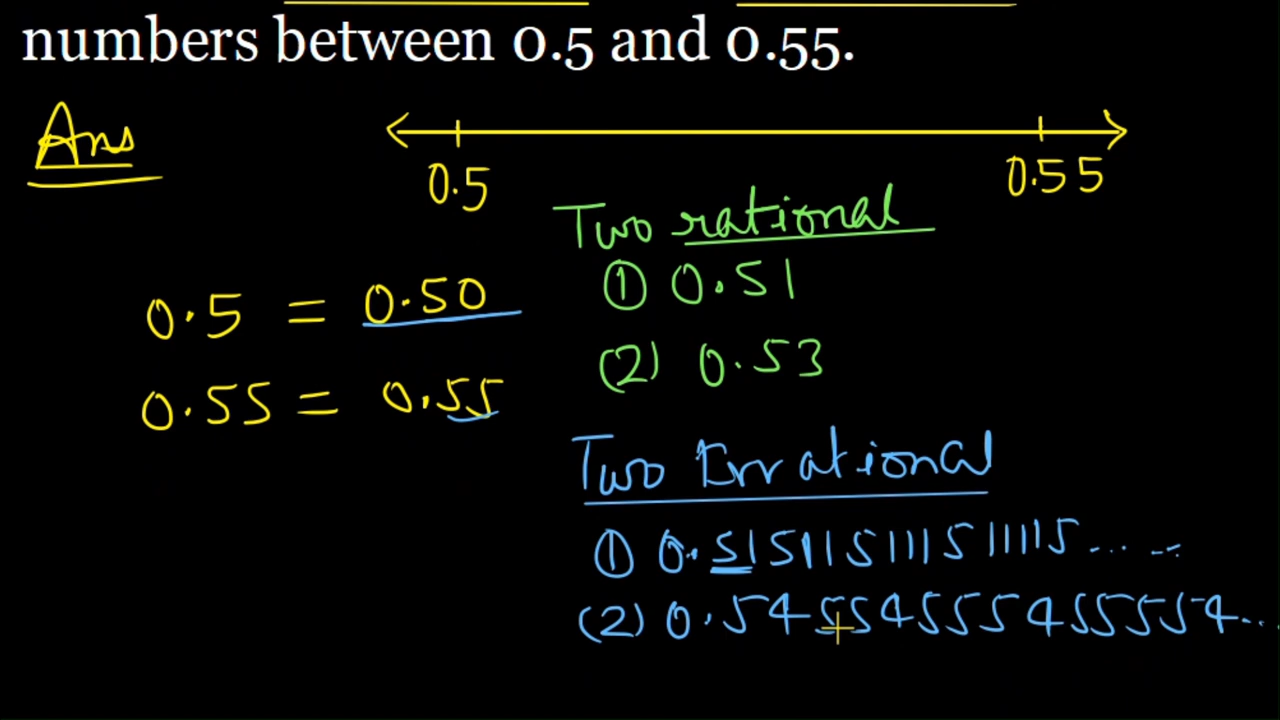 numbers between 0.5 and 0.55.
Ans
0.5 0.55
Two rational
① 0.51
0.5 = 0.50
(2) 0.53
0.55 = 0.55
Two Irrational
① 0.515115111511115.... --
(2) 0.54554555455554...